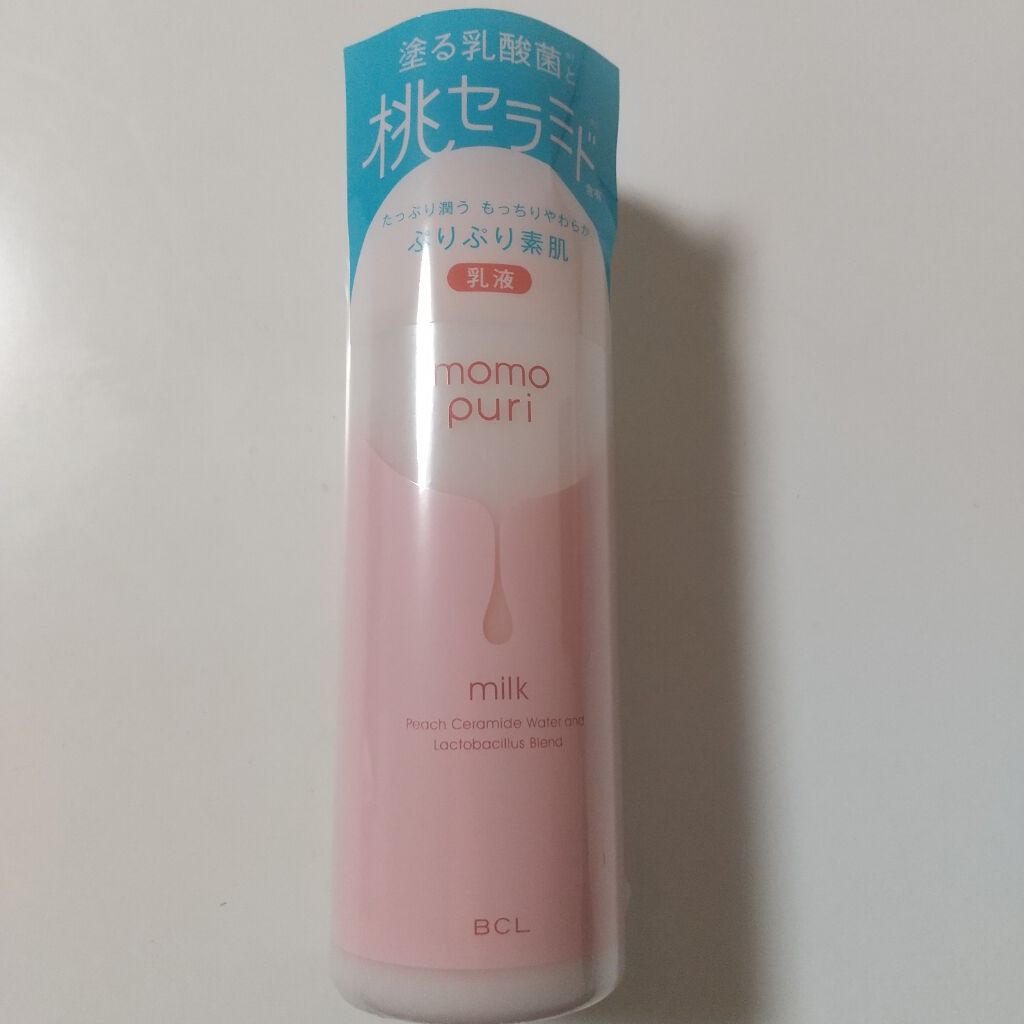 塗る乳酸菌と
桃セラミド
含有
たっぷり潤う もっちりやわらか
ぷりぷり素肌
乳液
momo
puri
milk
Peach Ceramide Water and
Lactobacillus Blend
BCL